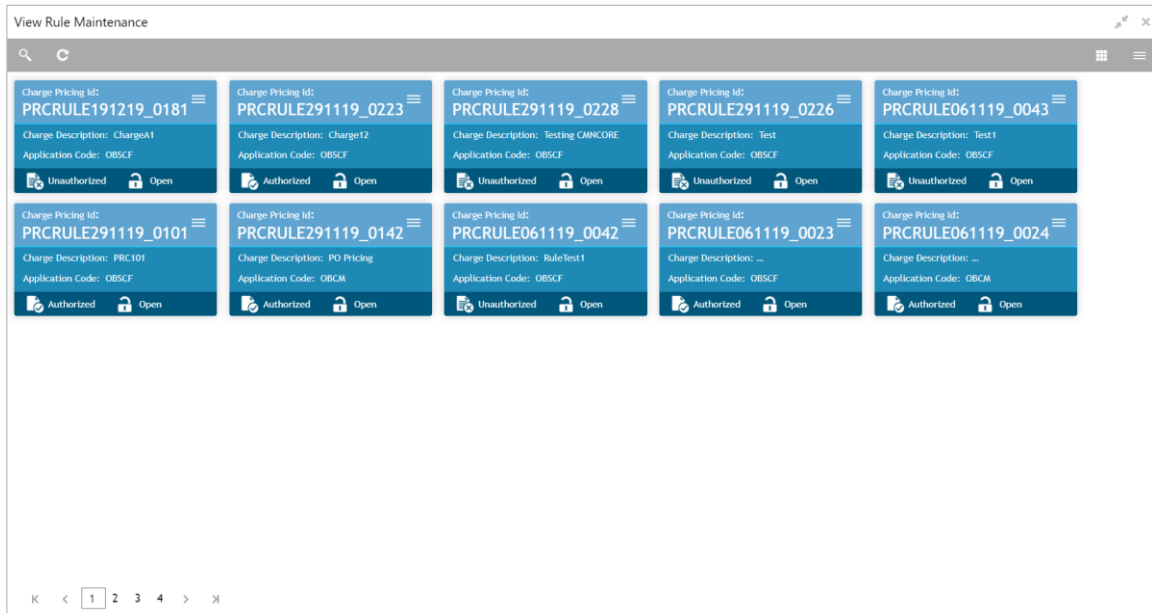 View Rule Maintenance
Charge Pricing Id:
PRCRULE191219_0181
Charge Description: ChargeA1
Application Code: OBSCF
Unauthorized Open
Charge Pricing Id:
PRCRULE291119_0223
Charge Description: Charge12
Application Code: OBSCF
Authorized Open
Charge Pricing Id:
PRCRULE291119_0228
Charge Description: Testing CMNCORE
Application Code: OBSCF
Unauthorized Open
Charge Pricing Id:
PRCRULE291119_0226
Charge Description: Test
Application Code: OBSCF
Unauthorized Open
Charge Pricing Id:
PRCRULE061119_0043
Charge Description: Test1
Application Code: OBSCF
Unauthorized Open
Charge Pricing Id:
PRCRULE291119_0101
Charge Description: PRC101
Application Code: OBSCF
Authorized Open
Charge Pricing Id:
PRCRULE291119_0142
Charge Description: PO Pricing
Application Code: OBCM
Authorized Open
Charge Pricing Id:
PRCRULE061119_0042
Charge Description: RuleTest1
Application Code: OBSCF
Unauthorized Open
Charge Pricing Id:
PRCRULE061119_0023
Charge Description: ...
Application Code: OBSCF
Authorized Open
Charge Pricing Id:
PRCRULE061119_0024
Charge Description: ...
Application Code: OBCM
Authorized Open
1 2 3 4